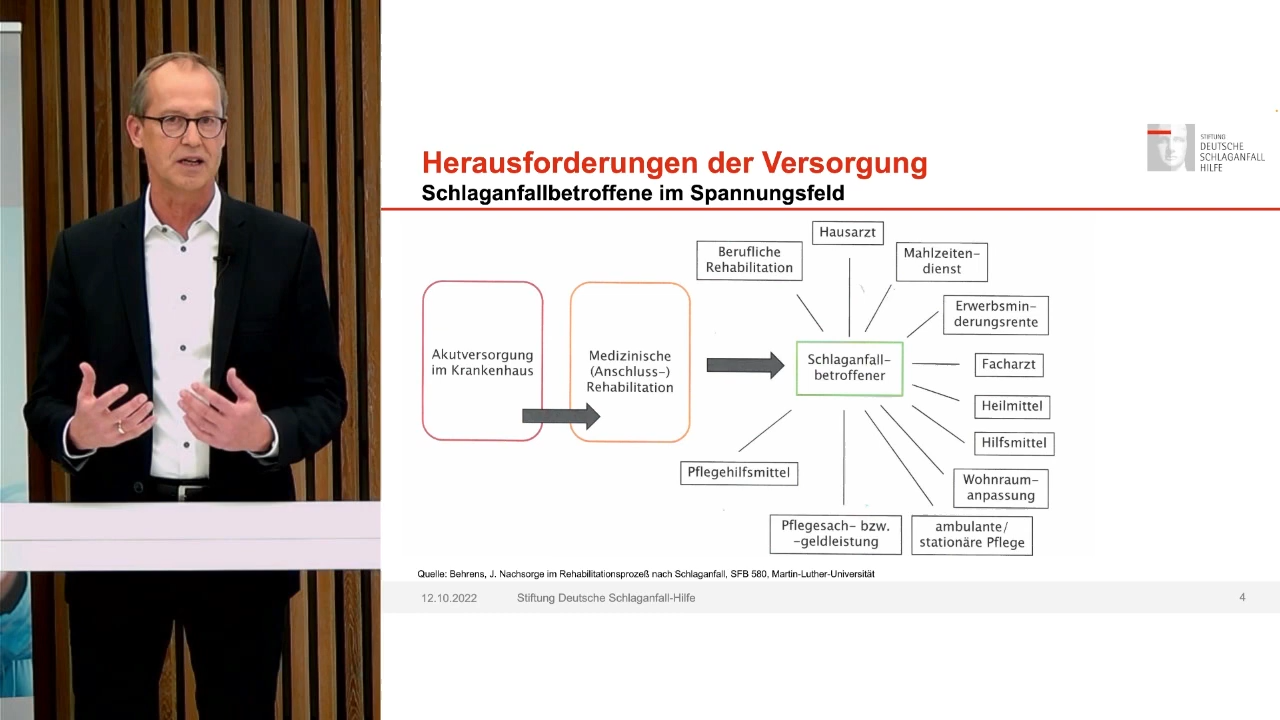 Herausforderungen der Versorgung
Schlaganfallbetroffene im Spannungsfeld
STIFTUNG
DEUTSCHE
SCHLAGANFALL
HILFE
Hausarzt
Berufliche
Rehabilitation
Mahlzeiten-
dienst
Erwerbsmin-
derungsrente
Akutversorgung
im Krankenhaus
Medizinische
(Anschluss-)
Rehabilitation
Schlaganfall-
betroffener
Facharzt
Heilmittel
Hilfsmittel
Pflegehilfsmittel
Wohnraum-
anpassung
Pflegesach- bzw.
-geldleistung
ambulante/
stationäre Pflege
Quelle: Behrens, J. Nachsorge im Rehabilitationsprozeß nach Schlaganfall, SFB 580, Martin-Luther-Universität
12.10.2022 Stiftung Deutsche Schlaganfall-Hilfe 4